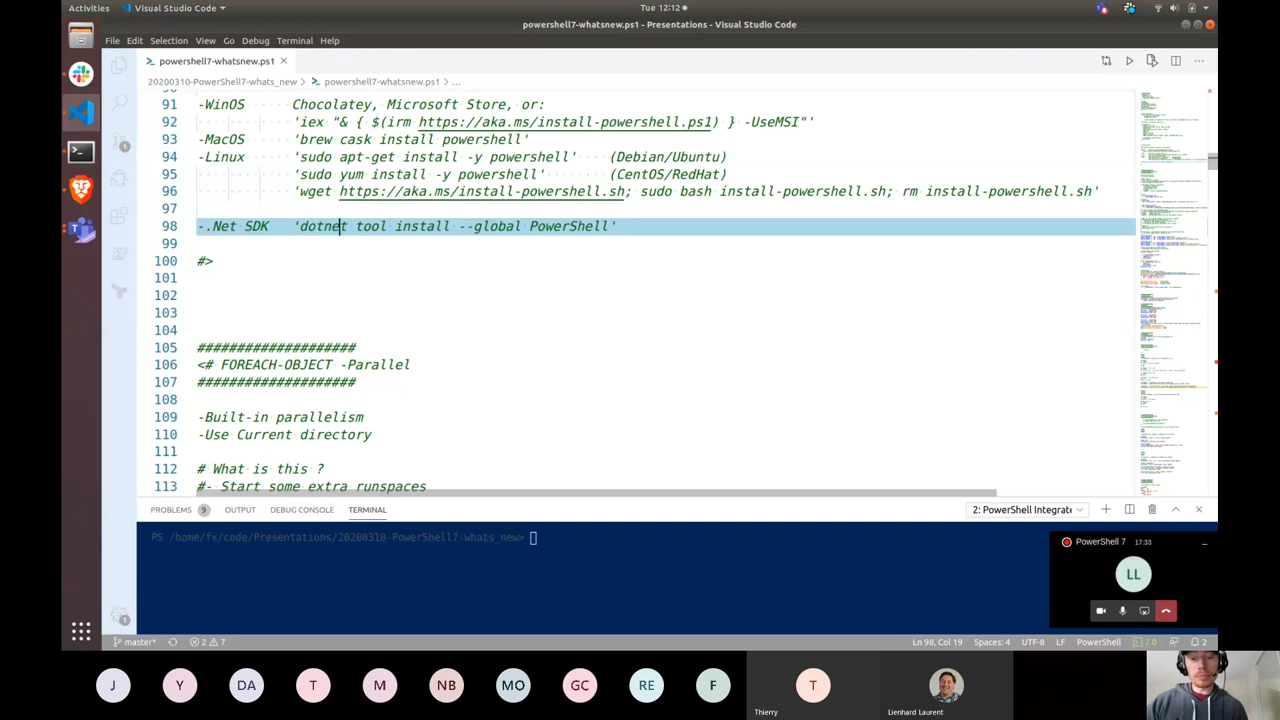 Activities
Visual Studio Code
Tue 12:12
powershell7-whatsnew.ps1 - Presentations - Visual Studio Code
File Edit Selection View Go Debug Terminal Help
powershell7-whatsnew.ps1
20200310-PowerShell7-whats_new > powershell7-whatsnew.ps1 > ...
91 -WinOS Chocolatey, Microsoft Store, or:
92 'iex "& { $(irm https://aka.ms/install-powershell.ps1) } -UseMSI"'
93 -MacOS 'brew cask install powershell'
94 -Linux 'sudo apt-get install powershell' (Debian/Ubuntu)
95 'sudo yum install powershell' (CentOS/RedHat)
96 'wget https://aka.ms/install-powershell.sh; sudo bash install-powershell.sh; rm install-powershell.sh'
97
98 -.Net SDK 'dotnet tool install --global PowerShell'
99
100 #>
101
102
103
104
105 ####################
106 <# FOREACH-OBJECT -Parallel
107 ####################
108
109 -Built-in parallelism
110 -Use Current Directory
111
112 # What is this ?
113 #- Start some extra spaces
PROBLEMS 9 OUTPUT DEBUG CONSOLE TERMINAL
2: PowerShell Integrate
PS /home/fx/code/Presentations/20200310-PowerShell7-whats_new>
PowerShell 7 17:33
LL
master* 2 7
Ln 98, Col 19 Spaces: 4 UTF-8 LF PowerShell 7.0 2
J Y DA T M NB MO GC RE F T
Thierry
Lienhard Laurent